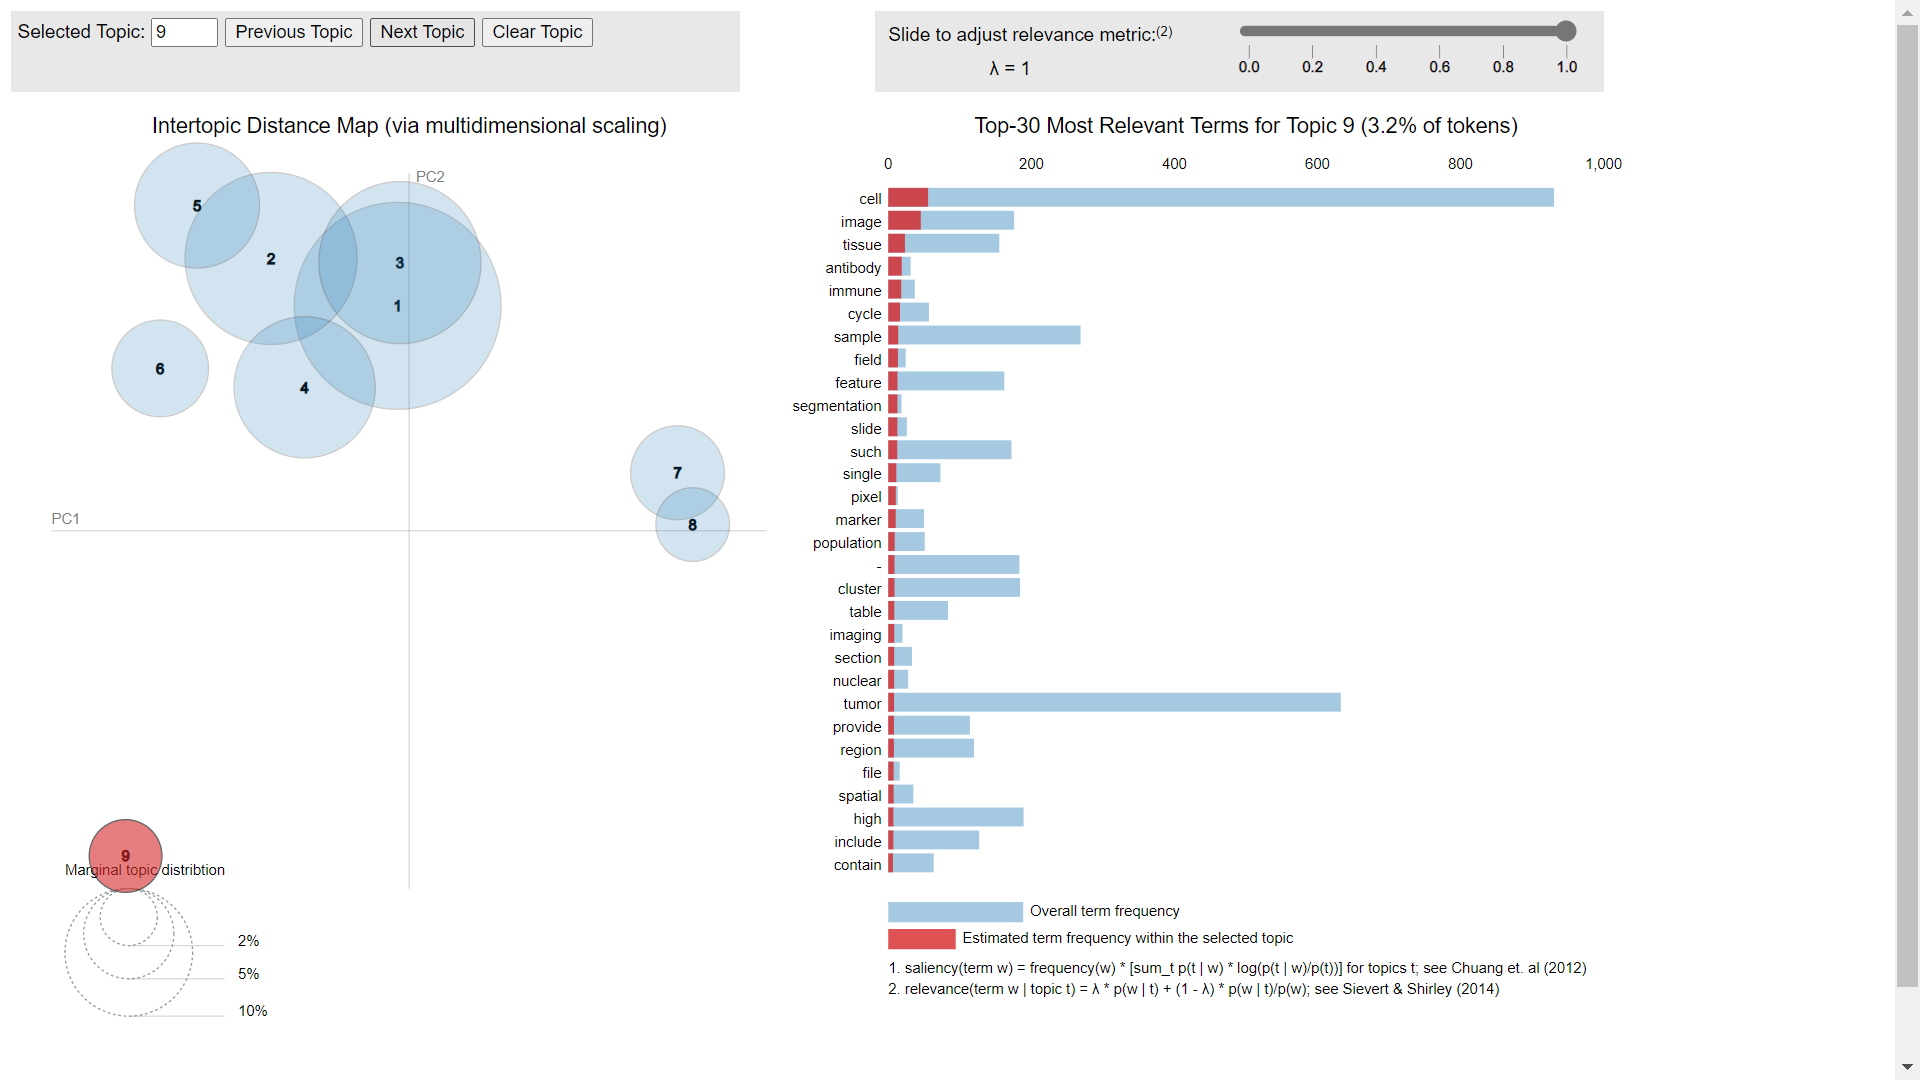 Selected Topic: 9 Previous Topic Next Topic Clear Topic
Slide to adjust relevance metric:(2)
λ = 1
0.0 0.2 0.4 0.6 0.8 1.0
Intertopic Distance Map (via multidimensional scaling)
PC2
PC1
5
2
3
1
6
4
7
8
9
Marginal topic distribtion
2%
5%
10%
Top-30 Most Relevant Terms for Topic 9 (3.2% of tokens)
0 200 400 600 800 1,000
cell
image
tissue
antibody
immune
cycle
sample
field
feature
segmentation
slide
such
single
pixel
marker
population
-
cluster
table
imaging
section
nuclear
tumor
provide
region
file
spatial
high
include
contain
Overall term frequency
Estimated term frequency within the selected topic
1. saliency(term w) = frequency(w) * [sum_t p(t | w) * log(p(t | w)/p(t))] for topics t; see Chuang et. al (2012)
2. relevance(term w | topic t) = λ * p(w | t) + (1 - λ) * p(w | t)/p(w); see Sievert & Shirley (2014)